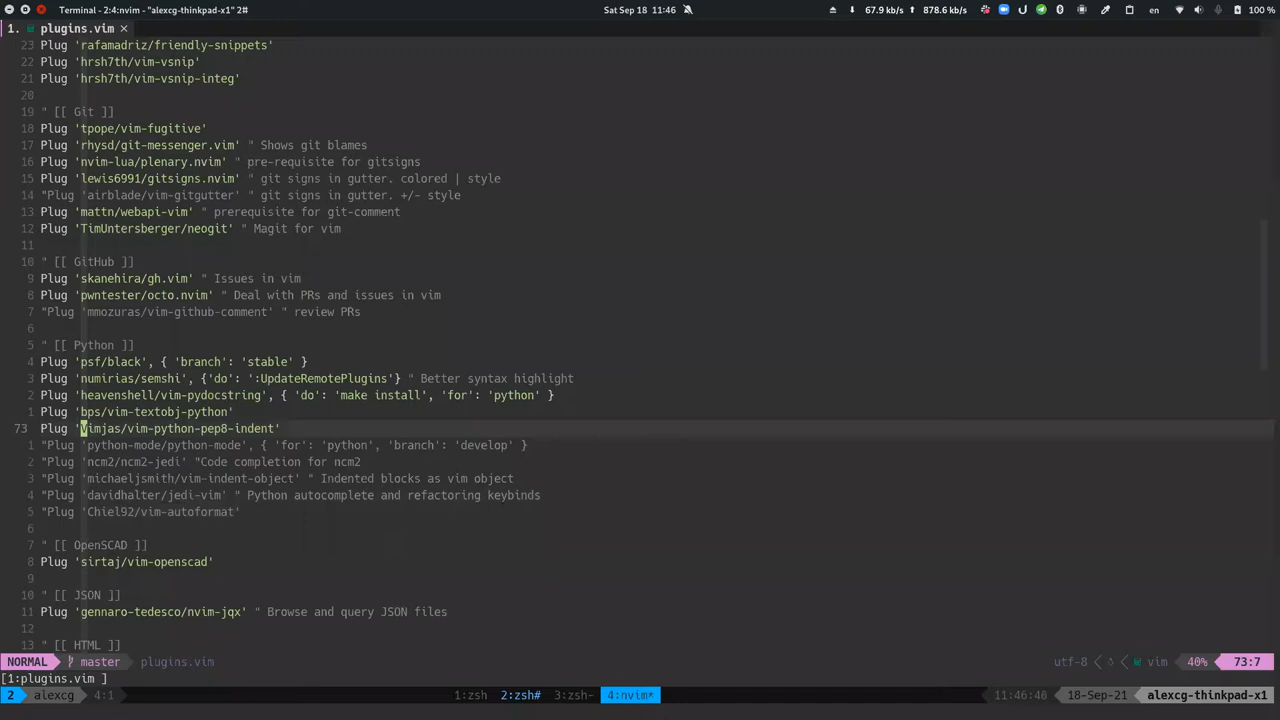 Terminal - 2:4:nvim - "alexcg-thinkpad-x1" 2#
Sat Sep 18 11:46
67.9 kb/s
878.6 kb/s
en
100 %
1. plugins.vim ×
23 Plug 'rafamadriz/friendly-snippets'
22 Plug 'hrsh7th/vim-vsnip'
21 Plug 'hrsh7th/vim-vsnip-integ'
20
19 " [[ Git ]]
18 Plug 'tpope/vim-fugitive'
17 Plug 'rhysd/git-messenger.vim' " Shows git blames
16 Plug 'nvim-lua/plenary.nvim' " pre-requisite for gitsigns
15 Plug 'lewis6991/gitsigns.nvim' " git signs in gutter. colored | style
14 "Plug 'airblade/vim-gitgutter' " git signs in gutter. +/- style
13 Plug 'mattn/webapi-vim' " prerequisite for git-comment
12 Plug 'TimUntersberger/neogit' " Magit for vim
11
10 " [[ GitHub ]]
9 Plug 'skanehira/gh.vim' " Issues in vim
8 Plug 'pwntester/octo.nvim' " Deal with PRs and issues in vim
7 "Plug 'mmozuras/vim-github-comment' " review PRs
6
5 " [[ Python ]]
4 Plug 'psf/black', { 'branch': 'stable' }
3 Plug 'numirias/semshi', {'do': ':UpdateRemotePlugins'} " Better syntax highlight
2 Plug 'heavenshell/vim-pydocstring', { 'do': 'make install', 'for': 'python' }
1 Plug 'bps/vim-textobj-python'
73 Plug 'Vimjas/vim-python-pep8-indent'
1 "Plug 'python-mode/python-mode', { 'for': 'python', 'branch': 'develop' }
2 "Plug 'ncm2/ncm2-jedi' "Code completion for ncm2
3 "Plug 'michaeljsmith/vim-indent-object' " Indented blocks as vim object
4 "Plug 'davidhalter/jedi-vim' " Python autocomplete and refactoring keybinds
5 "Plug 'Chiel92/vim-autoformat'
6
7 " [[ OpenSCAD ]]
8 Plug 'sirtaj/vim-openscad'
9
10 " [[ JSON ]]
11 Plug 'gennaro-tedesco/nvim-jqx' " Browse and query JSON files
12
13 " [[ HTML ]]
NORMAL master plugins.vim utf-8 vim 40% 73:7
[1:plugins.vim ]
2 alexcg 4:1 1:zsh 2:zsh# 3:zsh- 4:nvim* 11:46:40 18-Sep-21 alexcg-thinkpad-x1